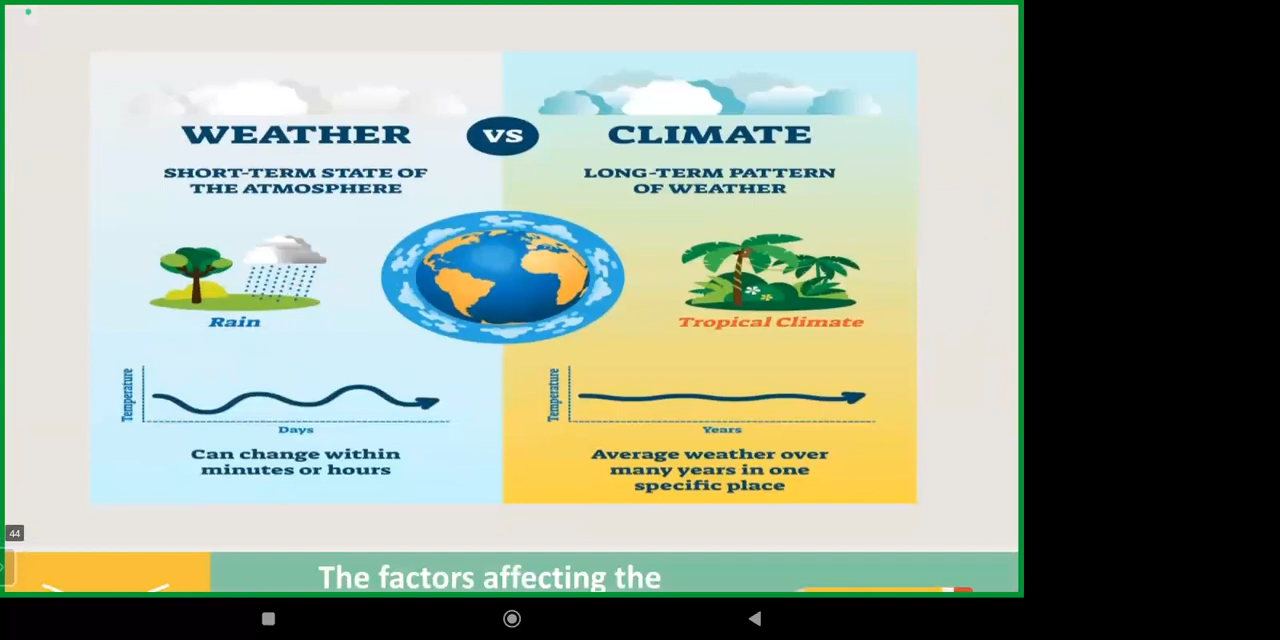 WEATHER
VS
CLIMATE
SHORT-TERM STATE OF
THE ATMOSPHERE
LONG-TERM PATTERN
OF WEATHER
Rain
Tropical Climate
Temperature
Days
Temperature
Years
Can change within
minutes or hours
Average weather over
many years in one
specific place
44
The factors affecting the